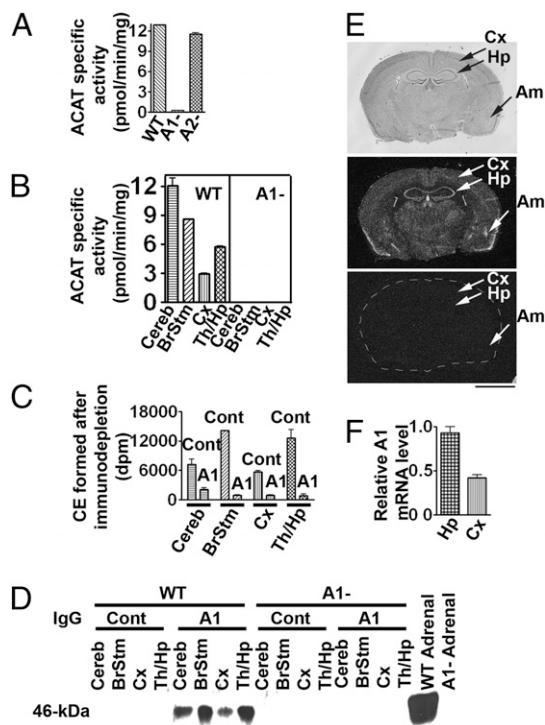 A
ACAT specific
activity
(pmol/min/mg)
12
9
6
3
0
WT
A1-
A2-
B
ACAT specific
activity
(pmol/min/mg)
12
9
6
3
0
WT
A1-
Cereb
BrStm
Cx
Th/Hp
Cereb
BrStm
Cx
Th/Hp
C
CE formed after
immunodepletion
(dpm)
18000
12000
6000
0
Cont
A1
Cont
A1
Cont
A1
Cont
A1
Cereb
BrStm
Cx
Th/Hp
D
WT
A1-
IgG
Cont
A1
Cont
A1
Cereb
BrStm
Cx
Th/Hp
Cereb
BrStm
Cx
Th/Hp
Cereb
BrStm
Cx
Th/Hp
Cereb
BrStm
Cx
Th/Hp
WT Adrenal
A1- Adrenal
46-kDa
E
Cx
Hp
Am
Cx
Hp
Am
Cx
Hp
Am
F
Relative A1
mRNA level
1.0
0.5
0
Hp
Cx